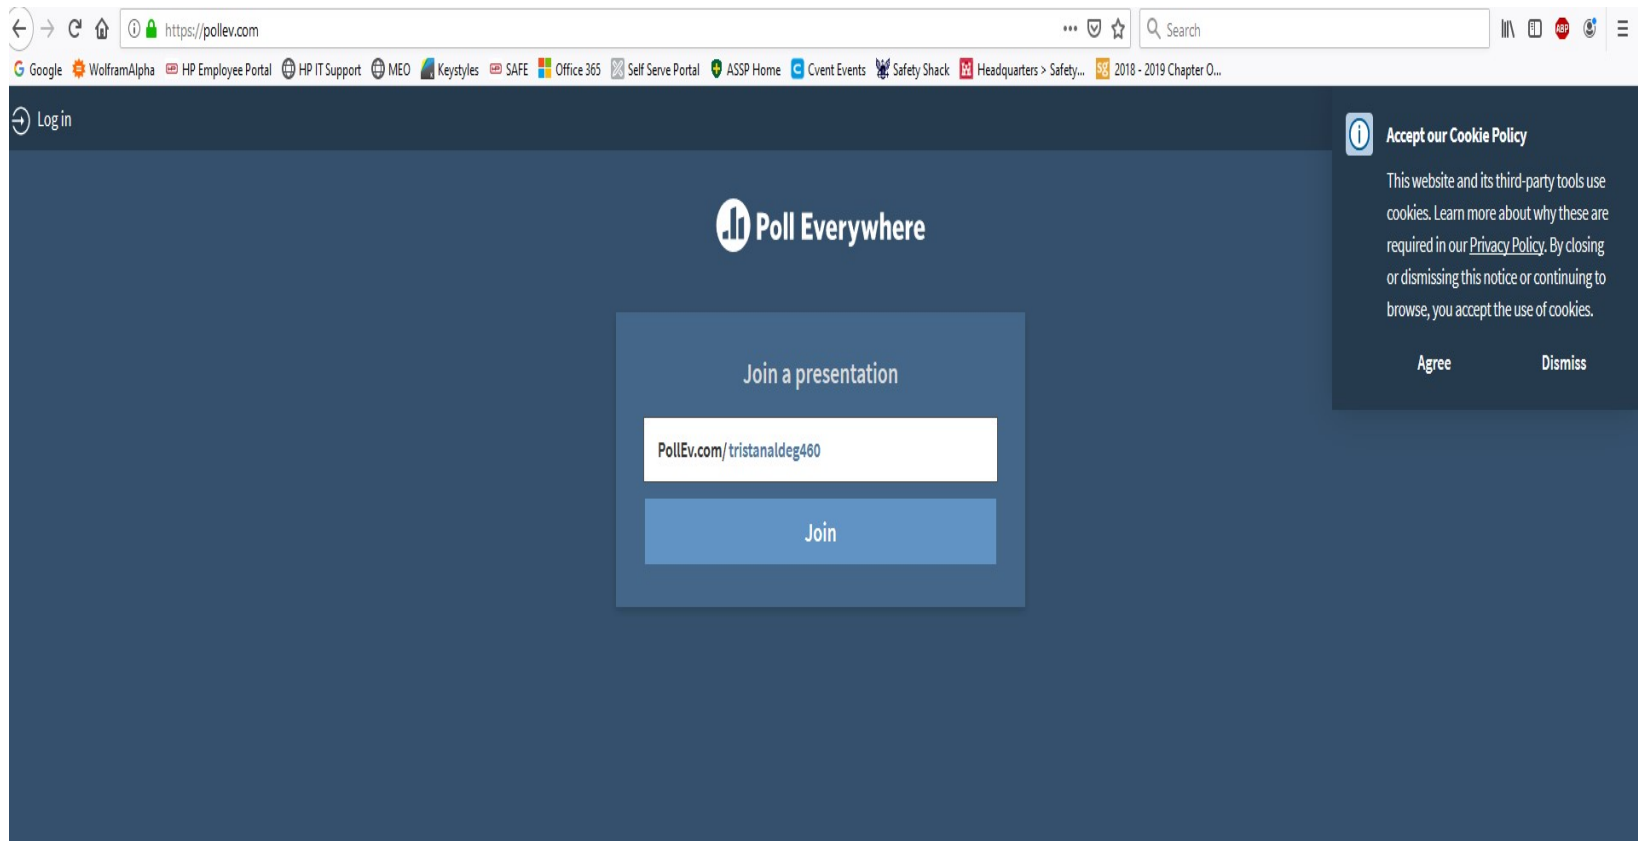 https://pollev.com
Search
Google WolframAlpha HP Employee Portal HP IT Support MEO Keystyles SAFE Office 365 Self Serve Portal ASSP Home Cvent Events Safety Shack Headquarters > Safety... 2018 - 2019 Chapter O...
Log in
Poll Everywhere
Join a presentation
PollEv.com/tristanaldeg460
Join
Accept our Cookie Policy
This website and its third-party tools use
cookies. Learn more about why these are
required in our Privacy Policy. By closing
or dismissing this notice or continuing to
browse, you accept the use of cookies.
Agree Dismiss